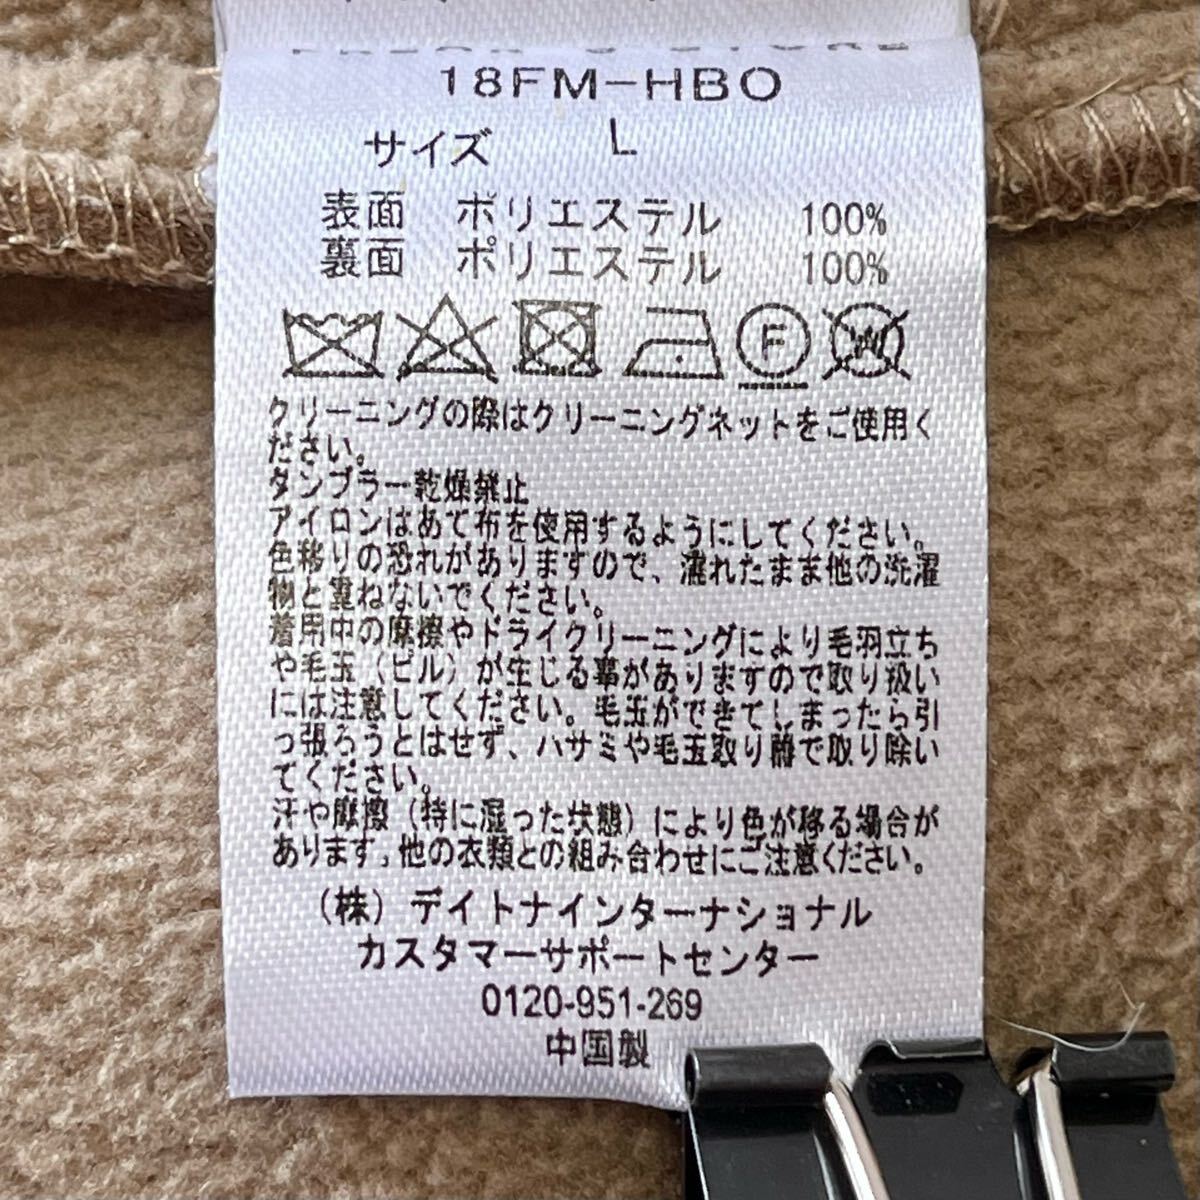 FREAK'S STORE
18FM-HBO
サイズ L
表面 ポリエステル 100%
裏面 ポリエステル 100%
F
W
クリーニングの際はクリーニングネットをご使用く
ださい。
タンブラー乾燥禁止
アイロンはあて布を使用するようにしてください。
色移りの恐れがありますので、濡れたまま他の洗濯
物と重ねないでください。
着用中の摩擦やドライクリーニングにより毛羽立ち
や毛玉(ピル)が生じる事がありますので取り扱い
には注意してください。毛玉ができてしまったら引
っ張ろうとはせず、ハサミや毛玉取り器で取り除い
てください。
汗や摩擦(特に湿った状態)により色が移る場合が
あります。他の衣類との組み合わせにご注意ください。
(株)デイトナインターナショナル
カスタマーサポートセンター
0120-951-269
中国製